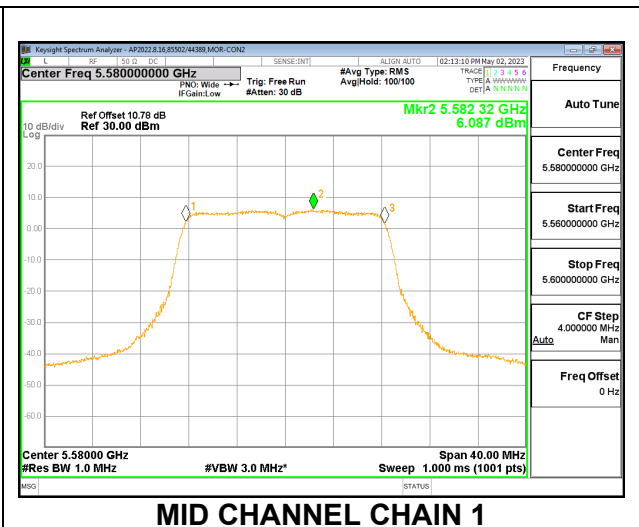 Keysight Spectrum Analyzer - AP2022.8.16,85502/44389,MOR-CON2
L RF 50 Ω DC SENSE:INT ALIGN AUTO 02:13:10 PM May 02, 2023
Center Freq 5.580000000 GHz
PNO: Wide
IFGain:Low
Trig: Free Run
#Atten: 30 dB
#Avg Type: RMS
Avg|Hold: 100/100
TRACE 1 2 3 4 5 6
TYPE A WWWWW
DET A N N N N N
Ref Offset 10.78 dB
Ref 30.00 dBm
10 dB/div
Log
Mkr2 5.582 32 GHz
6.087 dBm
20.0
10.0
0.00
-10.0
-20.0
-30.0
-40.0
-50.0
-60.0
1
2
3
Center 5.58000 GHz
Span 40.00 MHz
#Res BW 1.0 MHz
#VBW 3.0 MHz*
Sweep 1.000 ms (1001 pts)
MSG
STATUS
Frequency
Auto Tune
Center Freq
5.580000000 GHz
Start Freq
5.560000000 GHz
Stop Freq
5.600000000 GHz
CF Step
4.000000 MHz
Auto Man
Freq Offset
0 Hz
MID CHANNEL CHAIN 1